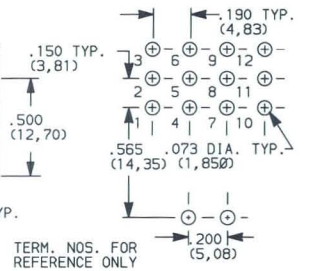 .190 TYP.
(4,83)
.150 TYP.
(3,81)
3 6 9 12
2 5 8 11
1 4 7 10
.500
(12,70)
.565
(14,35)
.073 DIA. TYP.
(1,850)
YP.
.200
(5,08)
TERM. NOS. FOR
REFERENCE ONLY